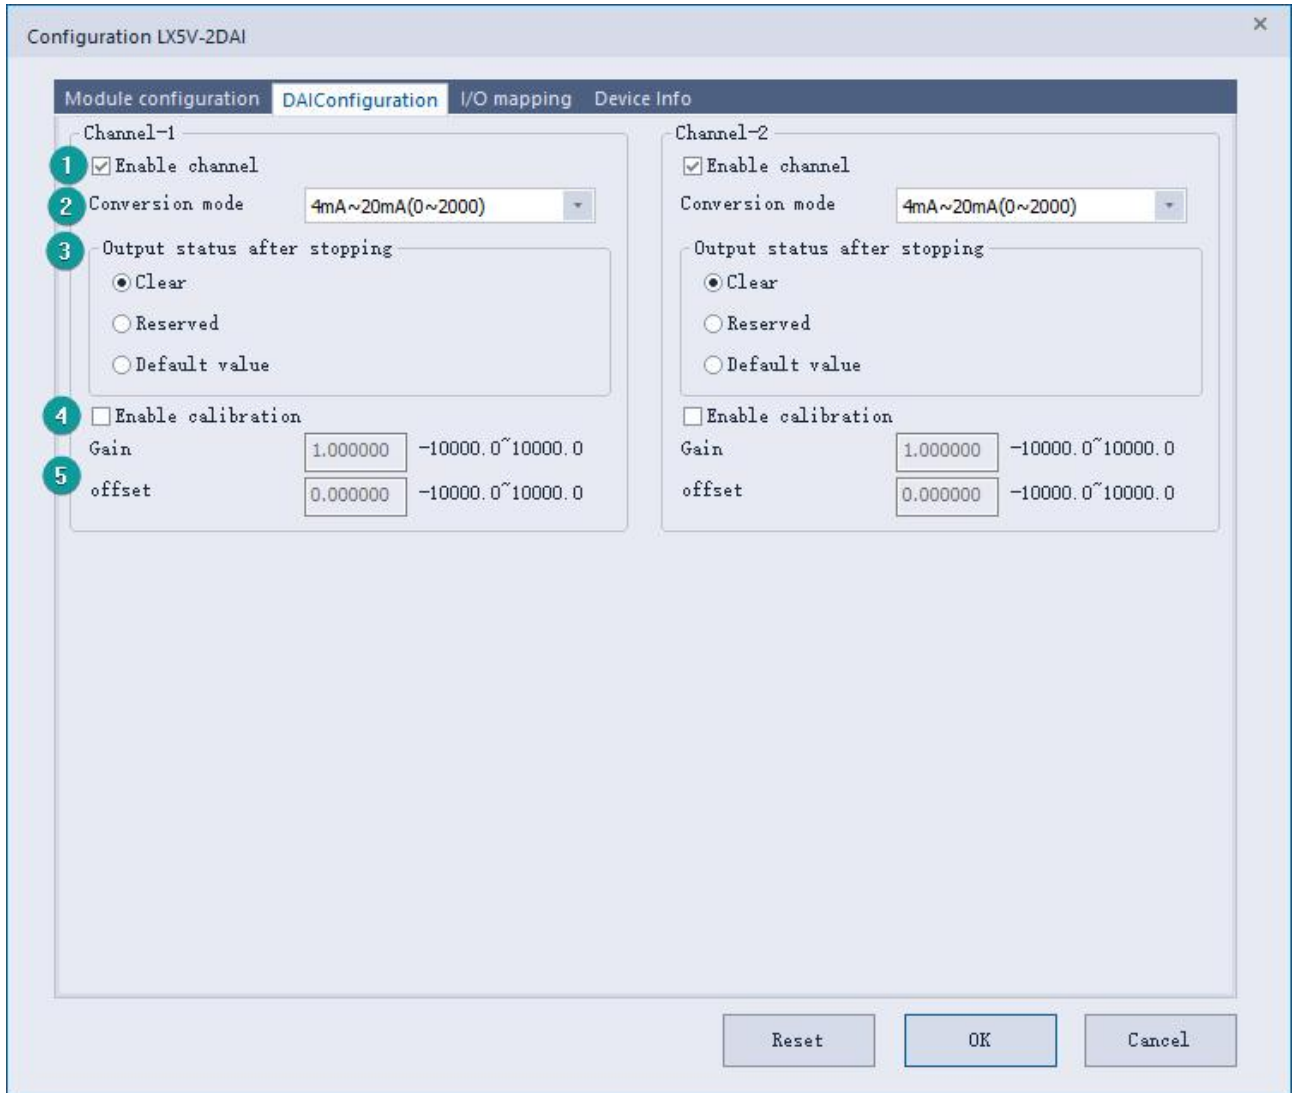 Configuration LX5V-2DAI
×
Module configuration DAIConfiguration I/O mapping Device Info
Channel-1
1 Enable channel
2 Conversion mode 4mA~20mA(0~2000)
3 Output status after stopping
Clear
Reserved
Default value
4 Enable calibration
Gain 1.000000 -10000.0~10000.0
5
offset 0.000000 -10000.0~10000.0
Channel-2
Enable channel
Conversion mode 4mA~20mA(0~2000)
Output status after stopping
Clear
Reserved
Default value
Enable calibration
Gain 1.000000 -10000.0~10000.0
offset 0.000000 -10000.0~10000.0
Reset OK Cancel